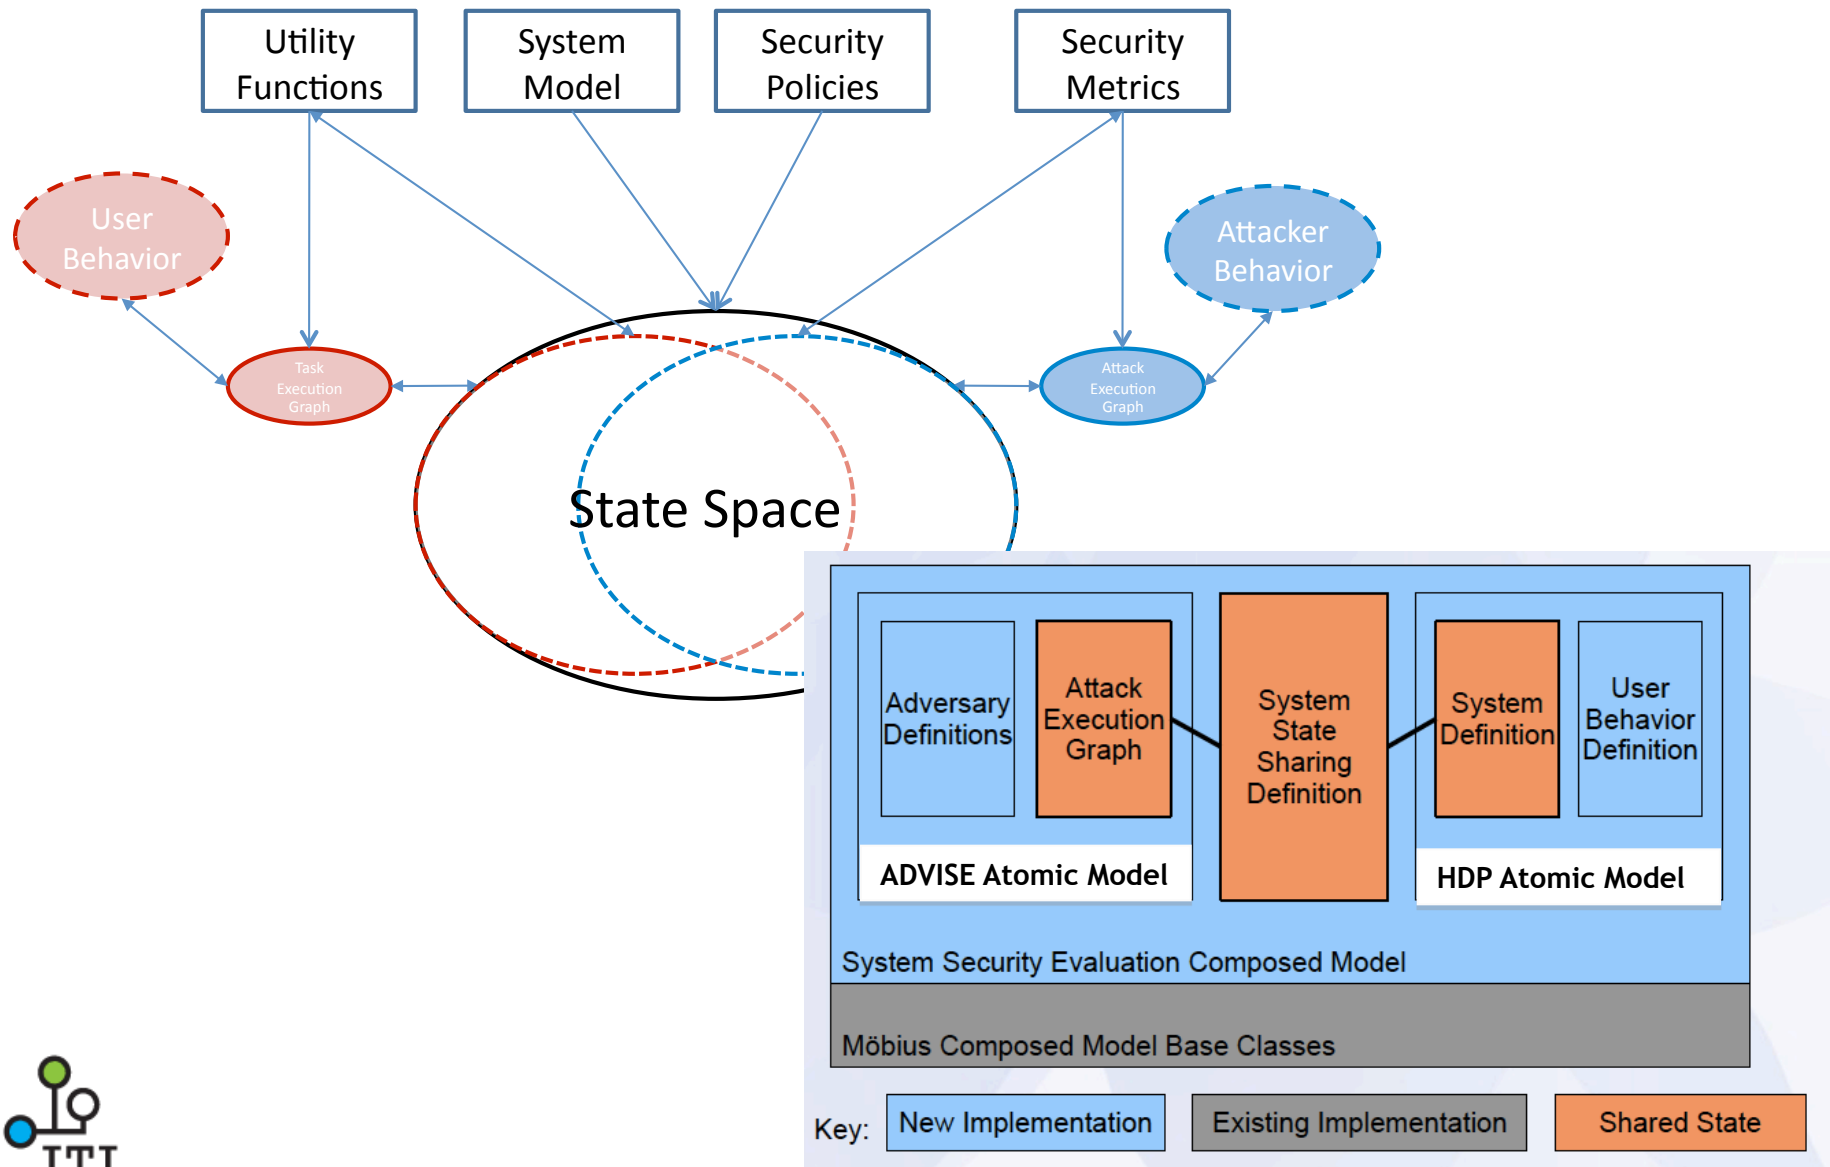 Utility
Functions
System
Model
Security
Policies
Security
Metrics
User
Behavior
Attacker
Behavior
Task
Execution
Graph
Attack
Execution
Graph
State Space
Adversary
Definitions
Attack
Execution
Graph
System
State
Sharing
Definition
System
Definition
User
Behavior
Definition
ADVISE Atomic Model
HDP Atomic Model
System Security Evaluation Composed Model
Möbius Composed Model Base Classes
Key:
New Implementation
Existing Implementation
Shared State
ITI